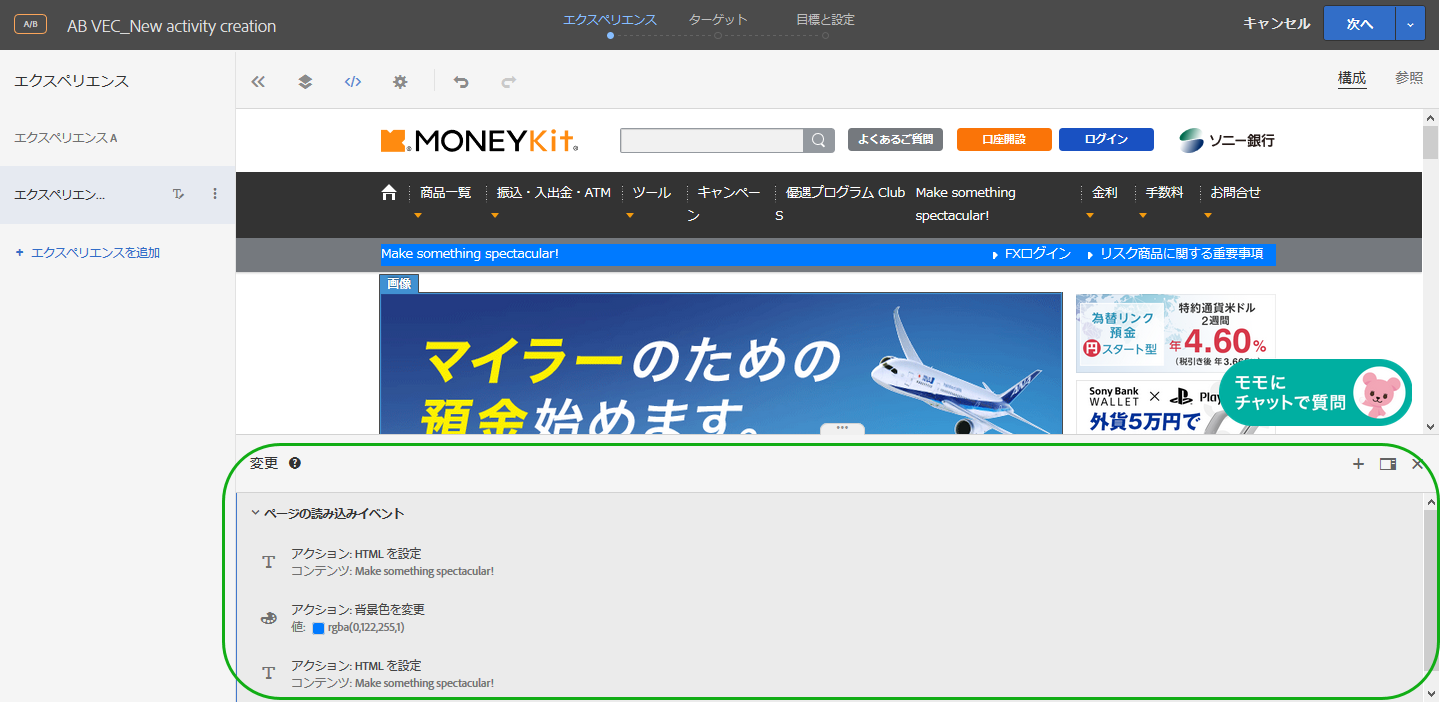 A/B
AB VEC_New activity creation
エクスペリエンス
ターゲット
目標と設定
キャンセル
次へ
エクスペリエンス
エクスペリエンス A
エクスペリエン...
+ エクスペリエンスを追加
構成
参照
MONEYKit
よくあるご質問
口座開設
ログイン
ソニー銀行
商品一覧
振込・入出金・ATM
ツール
キャンペー
ン
優遇プログラム Club
S
Make something
spectacular!
金利
手数料
お問合せ
Make something spectacular!
FXログイン
リスク商品に関する重要事項
画像
マイラーのための
預金始めます。
為替リンク
預金
円スタート型
特約通貨米ドル
2週間
年4.60%
Sony Bank
WALLET
×
Play
外貨5万円で
モモに
チャットで質問
変更
ページの読み込みイベント
アクション: HTML を設定
コンテンツ: Make something spectacular!
アクション: 背景色を変更
値: rgba(0,122,255,1)
アクション: HTML を設定
コンテンツ: Make something spectacular!